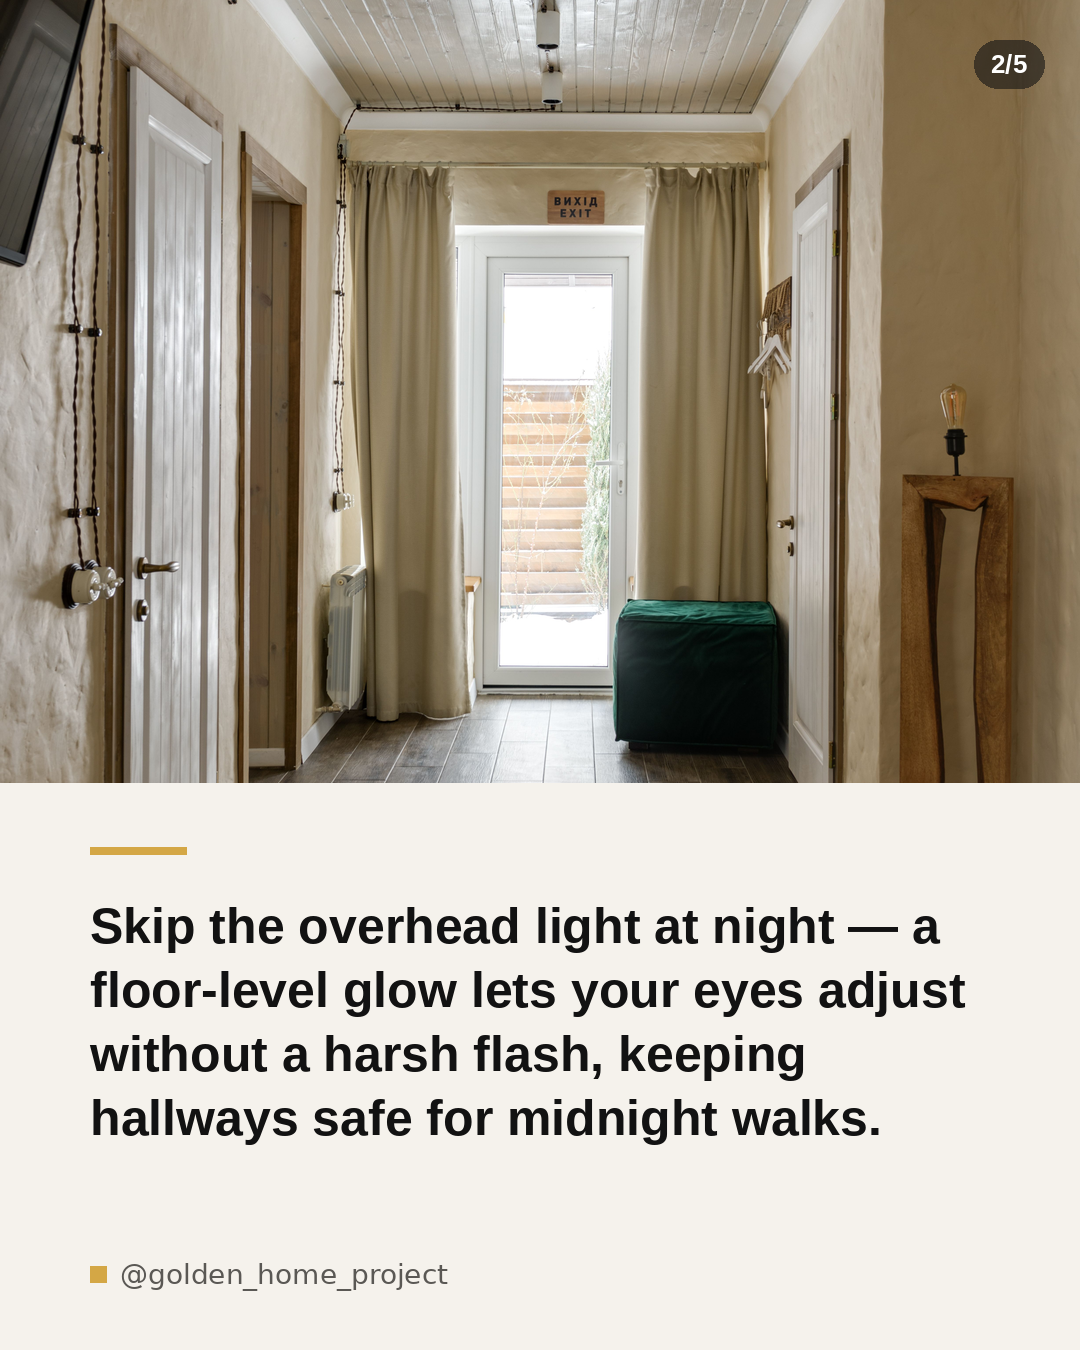 2/5
ВИХІД
EXIT
Skip the overhead light at night — a
floor-level glow lets your eyes adjust
without a harsh flash, keeping
hallways safe for midnight walks.
@golden_home_project